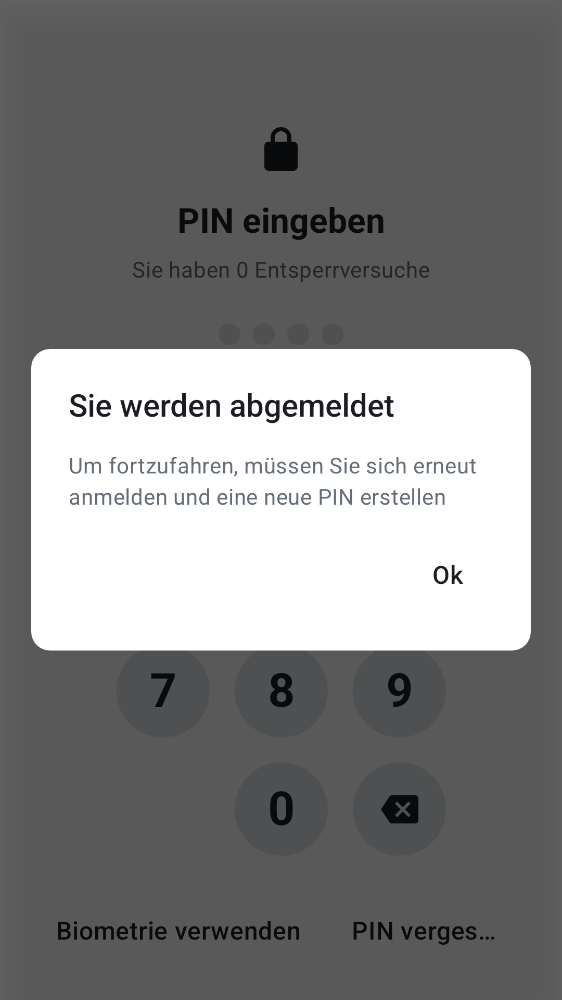 PIN eingeben
Sie haben 0 Entsperrversuche
Sie werden abgemeldet
Um fortzufahren, müssen Sie sich erneut
anmelden und eine neue PIN erstellen
Ok
7 8 9
0
Biometrie verwenden PIN verges…